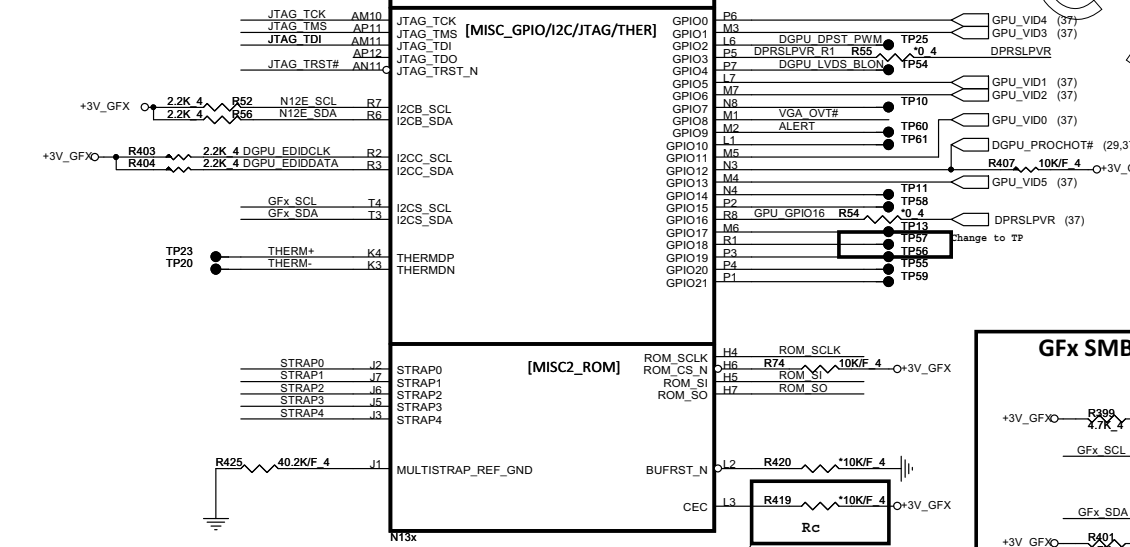 [MISC_GPIO/I2C/JTAG/THER]
JTAG_TCK AM10 JTAG_TCK
JTAG_TMS AP11 JTAG_TMS
JTAG_TDI AM11 JTAG_TDI
AP12 JTAG_TDO
JTAG_TRST# AN11 JTAG_TRST_N
+3V_GFX 2.2K_4 R52 N12E_SCL R7 I2CB_SCL
2.2K_4 R56 N12E_SDA R6 I2CB_SDA
+3V_GFX R403 2.2K_4 DGPU_EDIDCLK R2 I2CC_SCL
R404 2.2K_4 DGPU_EDIDDATA R3 I2CC_SDA
GFx_SCL T4 I2CS_SCL
GFx_SDA T3 I2CS_SDA
TP23 THERM+ K4 THERMDP
TP20 THERM- K3 THERMDN
GPIO0 P6 GPU_VID4 (37)
GPIO1 M3 GPU_VID3 (37)
GPIO2 L6 DGPU_DPST_PWM TP25
GPIO3 P5 DPRSLPVR_R1 R55 *0_4 DPRSLPVR
GPIO4 P7 DGPU_LVDS_BLON TP54
GPIO5 L7 GPU_VID1 (37)
GPIO6 M7 GPU_VID2 (37)
GPIO7 N8 TP10
GPIO8 M1 VGA_OVT#
GPIO9 M2 ALERT TP60
GPIO10 L1 TP61
GPIO11 M5 GPU_VID0 (37)
GPIO12 N3 DGPU_PROCHOT# (29,3
R407 10K/F_4 +3V_
GPIO13 M4 GPU_VID5 (37)
GPIO14 N4 TP11
GPIO15 P2 TP58
GPIO16 R8 GPU_GPIO16 R54 *0_4 DPRSLPVR (37)
GPIO17 M6 TP13
GPIO18 R1 TP57 Change to TP
GPIO19 P3 TP56
GPIO20 P4 TP55
GPIO21 P1 TP59
[MISC2_ROM]
STRAP0 J2 STRAP0
STRAP1 J7 STRAP1
STRAP2 J6 STRAP2
STRAP3 J5 STRAP3
STRAP4 J3 STRAP4
R425 40.2K/F_4 J1 MULTISTRAP_REF_GND
ROM_SCLK H4 ROM_SCLK
ROM_CS_N H6 R74 10K/F_4 +3V_GFX
ROM_SI H5 ROM_SI
ROM_SO H7 ROM_SO
BUFRST_N L2 R420 *10K/F_4
CEC L3 R419 *10K/F_4 +3V_GFX
Rc
N13x
GFx SMB
+3V_GFX R399
4.7K_4
GFx_SCL
GFx_SDA
+3V_GFX R401